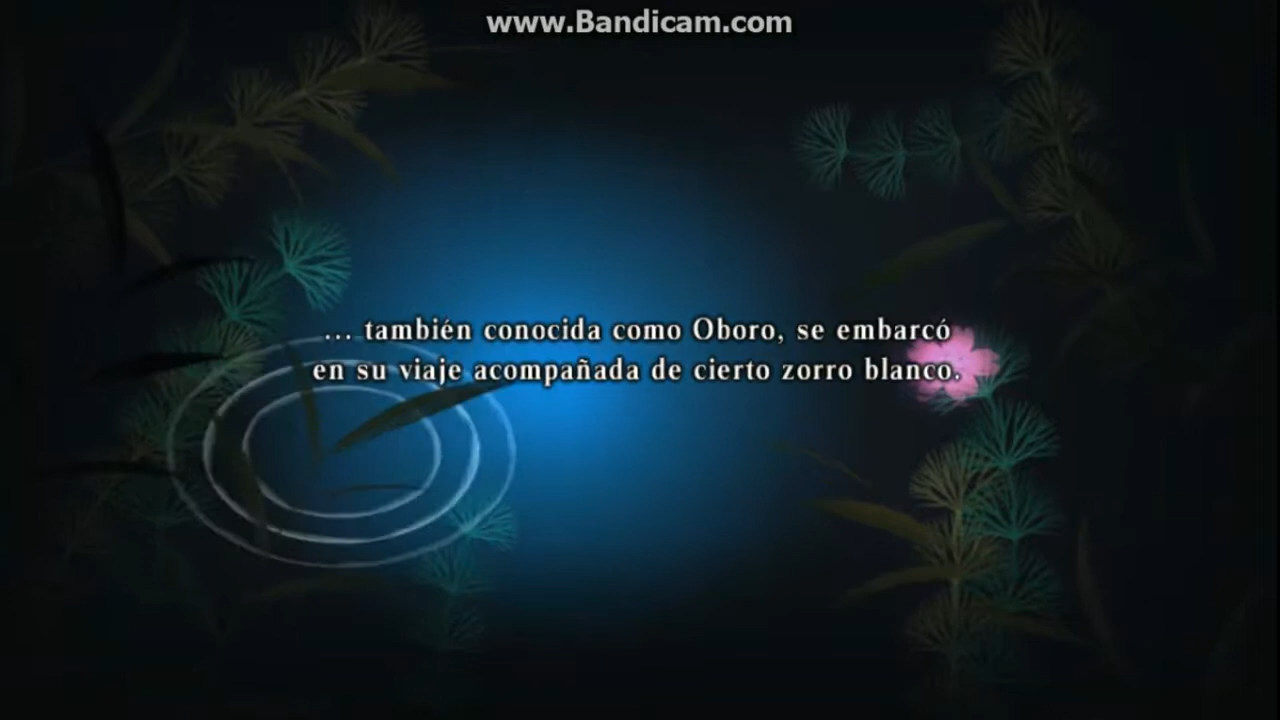 www.Bandicam.com
... también conocida como Oboro, se embarcó
en su viaje acompañada de cierto zorro blanco.